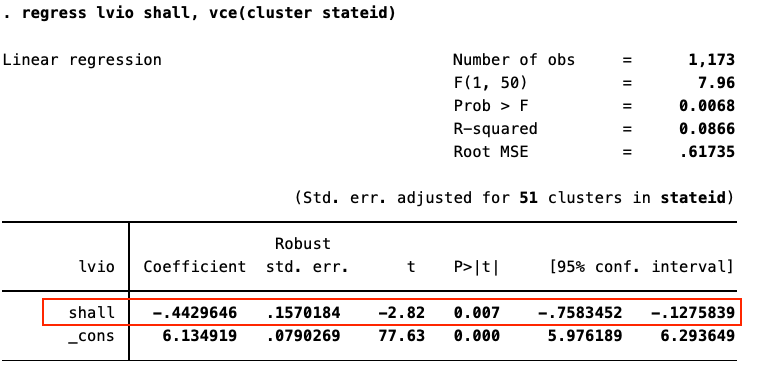 . regress lvio shall, vce(cluster stateid)
Linear regression Number of obs = 1,173
F(1, 50) = 7.96
Prob > F = 0.0068
R-squared = 0.0866
Root MSE = .61735
(Std. err. adjusted for 51 clusters in stateid)
Robust
lvio Coefficient std. err. t P>|t| [95% conf. interval]
shall -.4429646 .1570184 -2.82 0.007 -.7583452 -.1275839
_cons 6.134919 .0790269 77.63 0.000 5.976189 6.293649